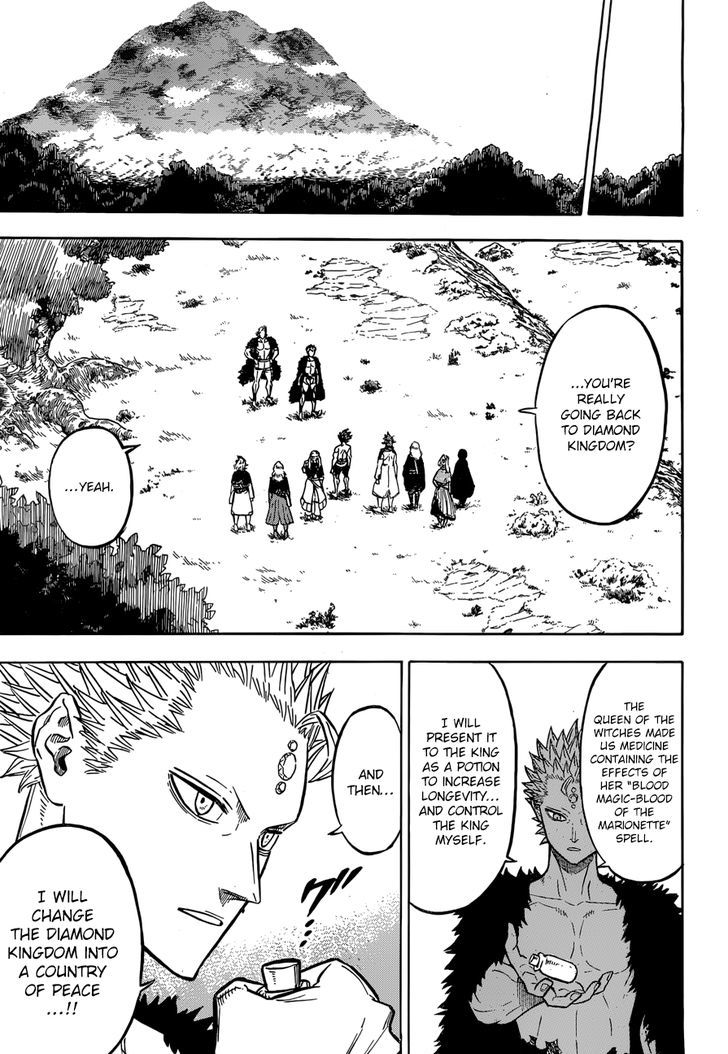 ...YOU'RE
REALLY
GOING BACK
TO DIAMOND
KINGDOM?
...YEAH.
THE
QUEEN OF THE
WITCHES MADE
US MEDICINE
CONTAINING THE
EFFECTS OF
HER "BLOOD
MAGIC-BLOOD
OF THE
MARIONETTE"
SPELL.
I WILL
PRESENT IT
TO THE KING
AS A POTION
TO INCREASE
LONGEVITY...
AND CONTROL
THE KING
MYSELF.
AND
THEN...
グッ
I WILL
CHANGE
THE DIAMOND
KINGDOM INTO
A COUNTRY
OF PEACE
...!!